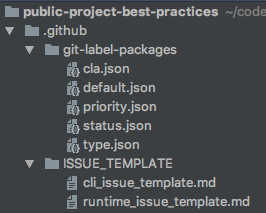 public-project-best-practices ~/code
.github
git-label-packages
cla.json
default.json
priority.json
status.json
type.json
ISSUE_TEMPLATE
cli_issue_template.md
runtime_issue_template.md